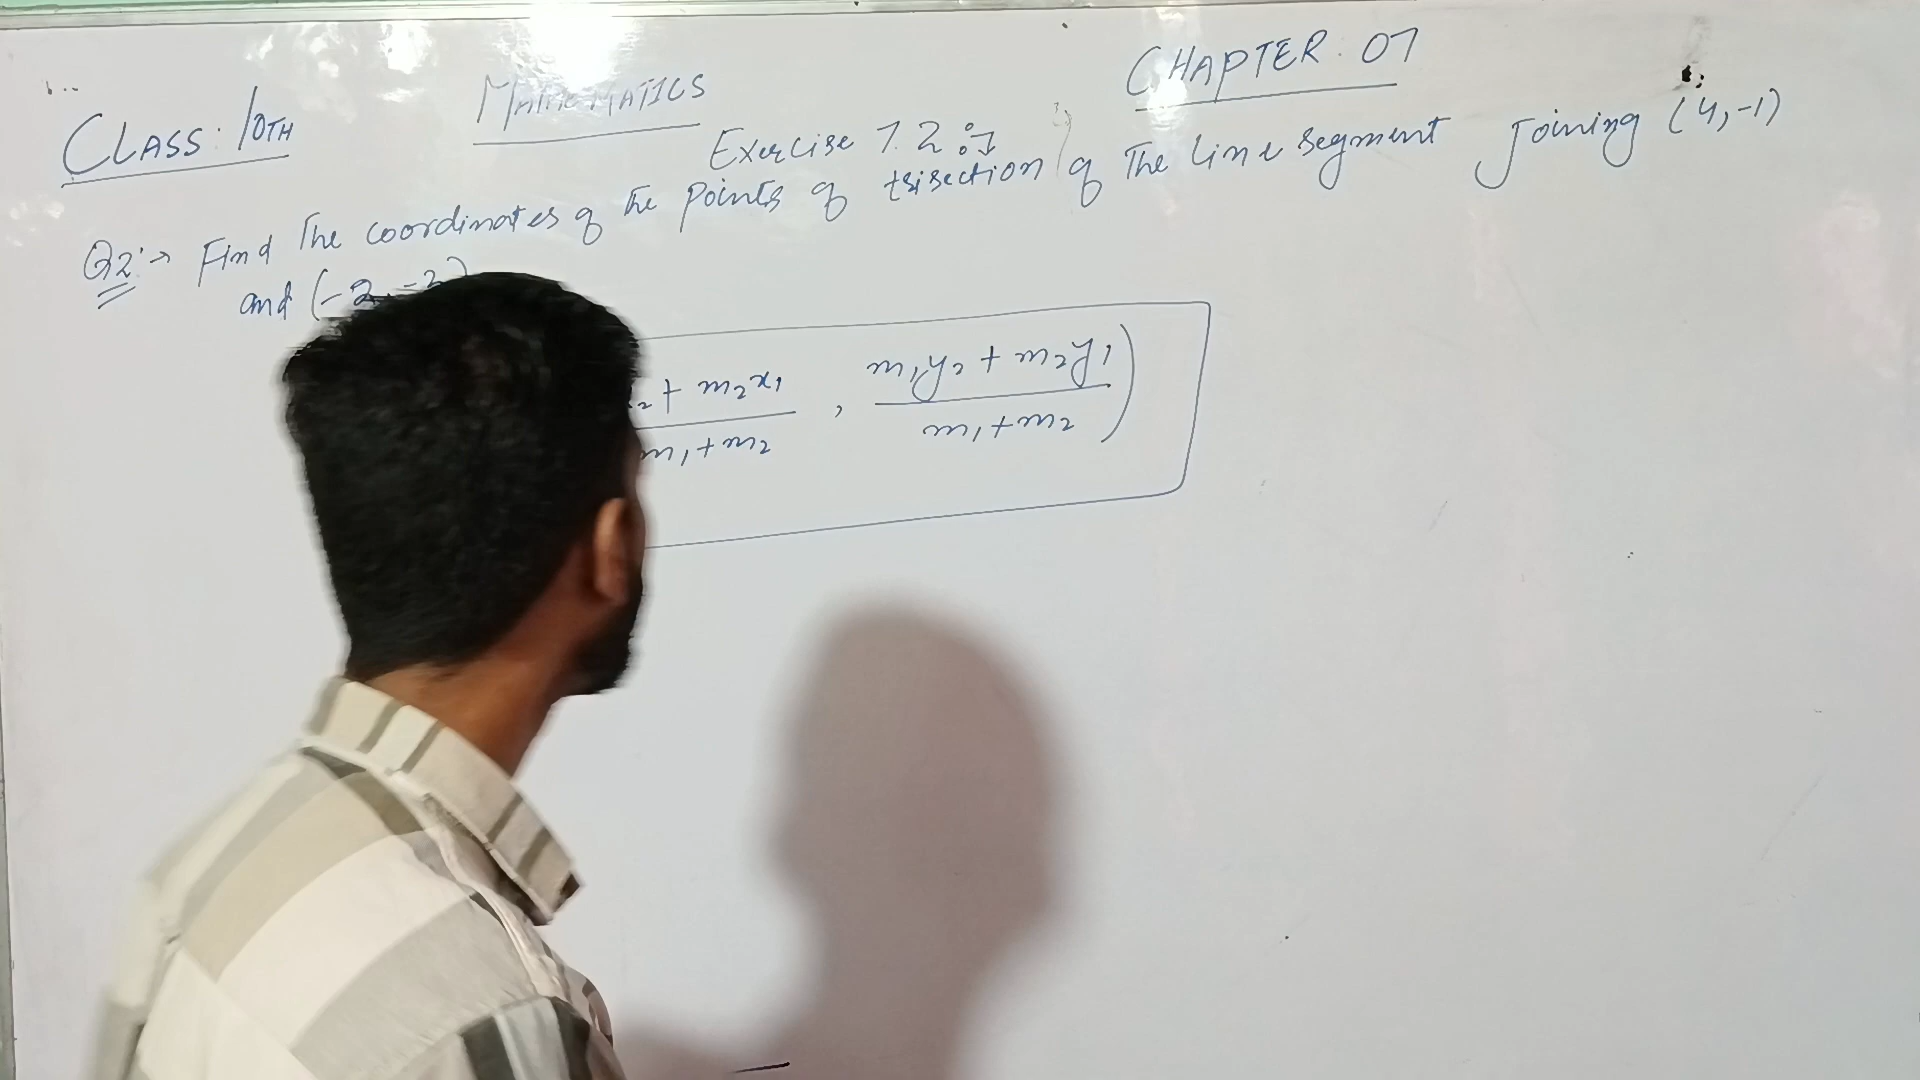 CLASS: 10TH MATHEMATICS CHAPTER: 07
Exercise 7.2
Q2:→ Find The coordinates of the points of trisection of The line segment Joining (4,-1)
and (-2,
+ m₂x₁ / m₁+m₂ , m₁y₂ + m₂y₁ / m₁+m₂ )